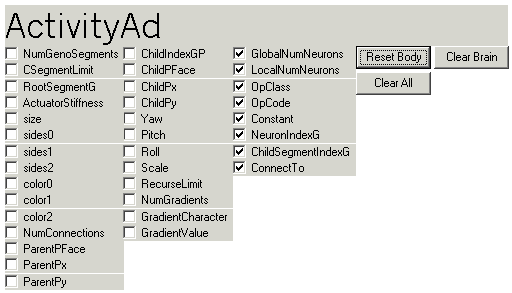 ActivityAd
NumGenoSegments
CSegmentLimit
RootSegmentG
ActuatorStiffness
size
sides0
sides1
sides2
color0
color1
color2
NumConnections
ParentPFace
ParentPx
ParentPy
ChildIndexGP
ChildPFace
ChildPx
ChildPy
Yaw
Pitch
Roll
Scale
RecurseLimit
NumGradients
GradientCharacter
GradientValue
GlobalNumNeurons
LocalNumNeurons
OpClass
OpCode
Constant
NeuronIndexG
ChildSegmentIndexG
ConnectTo
Reset Body
Clear Brain
Clear All